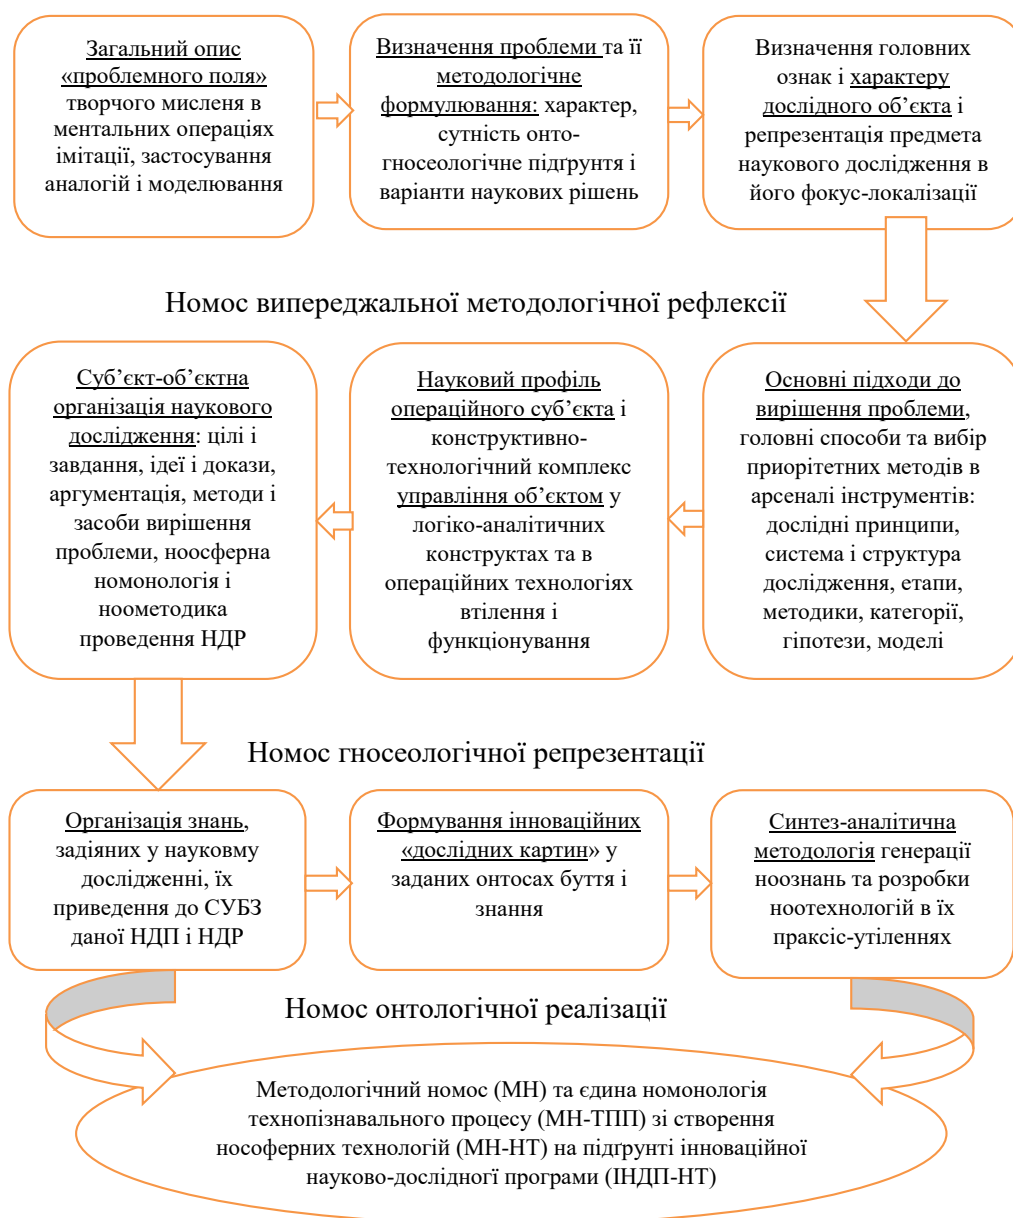 Загальний опис
«проблемного поля»
творчого мисленя в
ментальних операціях
імітації, застосування
аналогій і моделювання
Визначення проблеми та її
методологічне
формулювання: характер,
сутність онто-
гносеологічне підґрунтя і
варіанти наукових рішень
Визначення головних
ознак і характеру
дослідного об’єкта і
репрезентація предмета
наукового дослідження в
його фокус-локалізації
Номос випереджальної методологічної рефлексії
Суб’єкт-об’єктна
організація наукового
дослідження: цілі і
завдання, ідеї і докази,
аргументація, методи і
засоби вирішення
проблеми, ноосферна
номонологія і
ноометодика
проведення НДР
Науковий профіль
операційного суб’єкта і
конструктивно-
технологічний комплекс
управління об’єктом у
логіко-аналітичних
конструктах та в
операційних технологіях
втілення і
функціонування
Основні підходи до
вирішення проблеми,
головні способи та вибір
приорітетних методів в
арсеналі інструментів:
дослідні принципи,
система і структура
дослідження, етапи,
методики, категорії,
гіпотези, моделі
Номос гносеологічної репрезентації
Організація знань,
задіяних у науковму
дослідженні, їх
приведення до СУБЗ
даної НДП і НДР
Формування інноваційних
«дослідних картин» у
заданих онтосах буття і
знання
Синтез-аналітична
методологія генерації
ноознань та розробки
ноотехнологій в їх
праксіс-утіленнях
Номос онтологічної реалізації
Методологічний номос (МН) та єдина номонологія
технопізнавального процесу (МН-ТПП) зі створення
нософерних технологій (МН-НТ) на підґрунті інноваційної
науково-дослідногї програми (ІНДП-НТ)